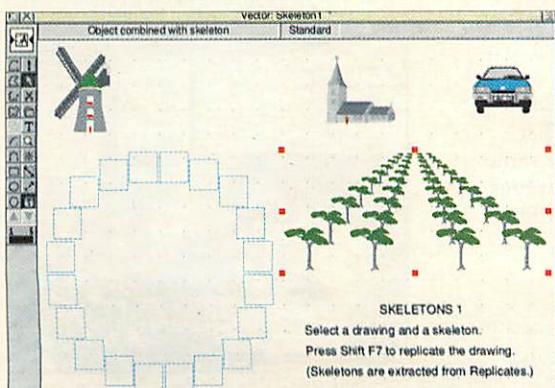 Vector: Skeleton1 *
Object combined with skeleton
Standard
T
SKELETONS 1
Select a drawing and a skeleton.
Press Shift F7 to replicate the drawing.
(Skeletons are extracted from Replicates.)